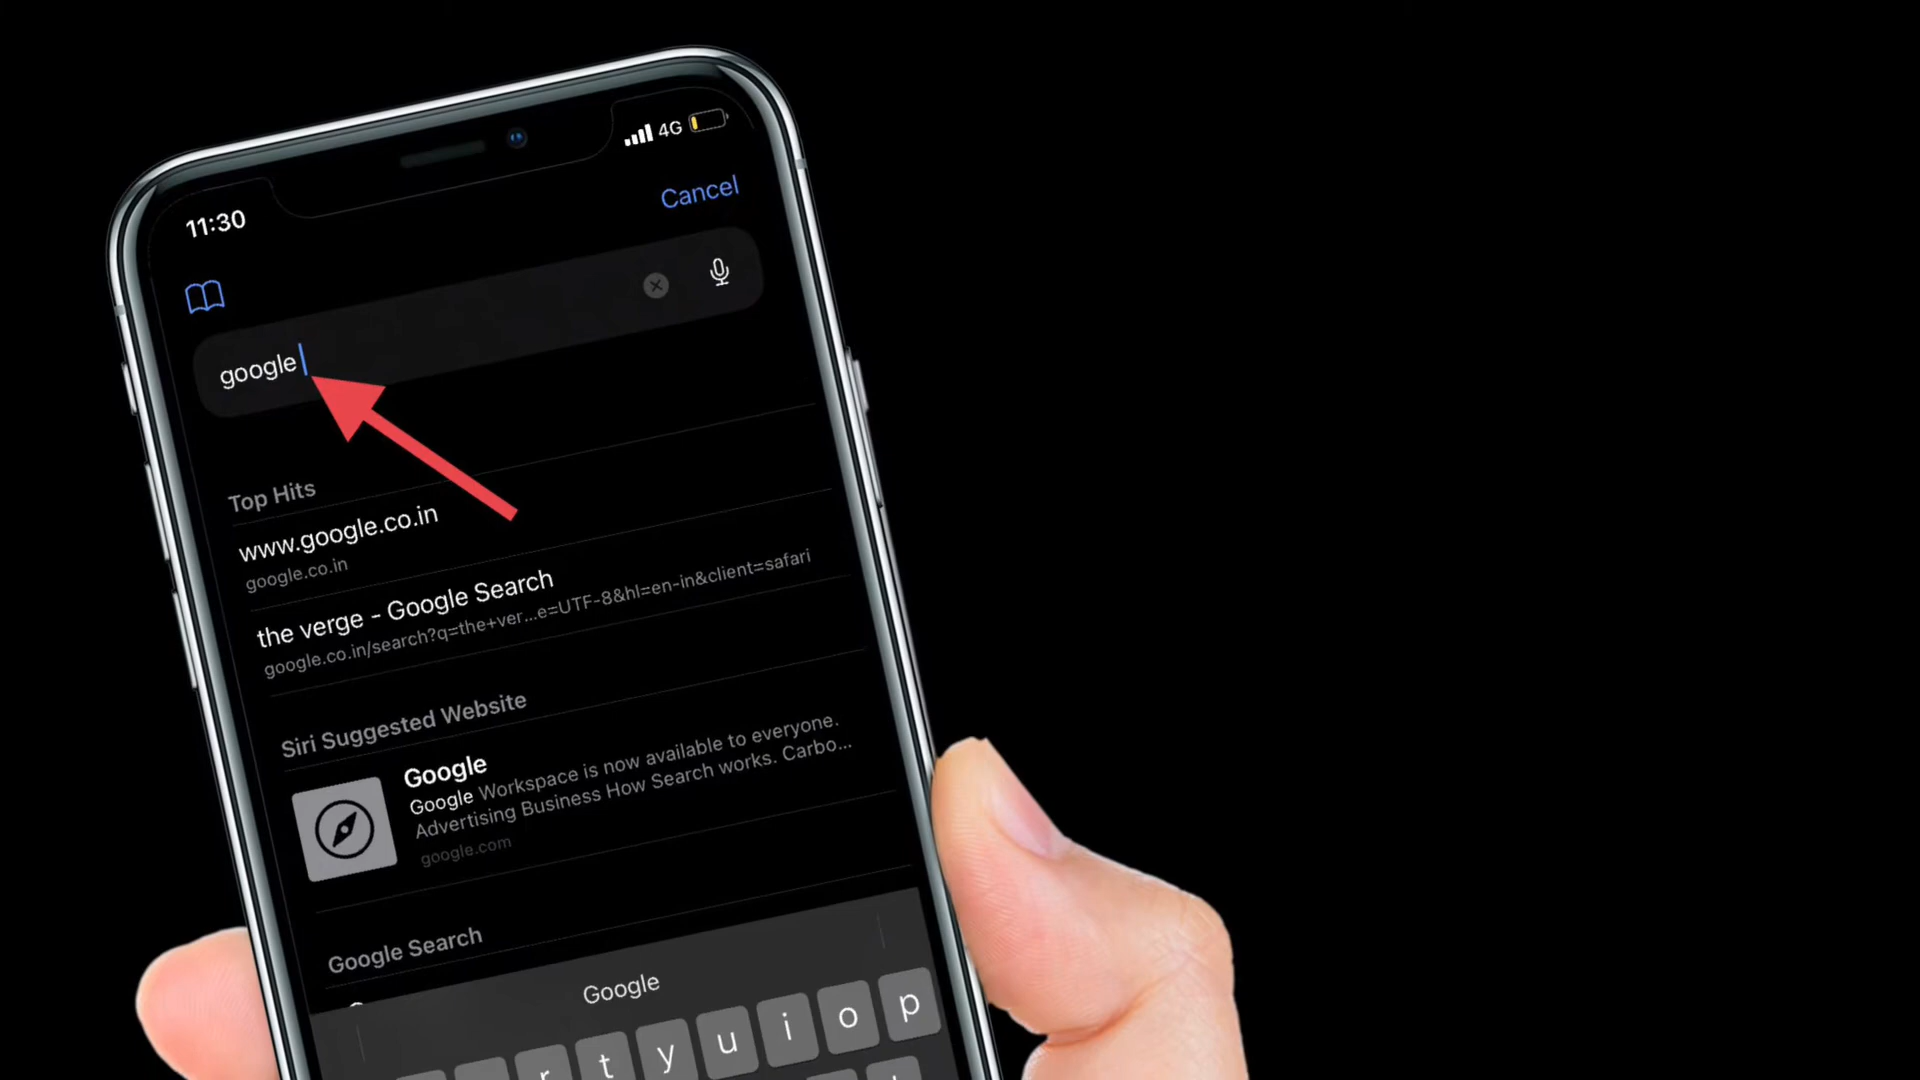 11:30
4G
Cancel
google
Top Hits
www.google.co.in
google.co.in
the verge - Google Search
google.co.in/search?q=the+ver...e=UTF-8&hl=en-in&client=safari
Siri Suggested Website
Google
Google Workspace is now available to everyone.
Advertising Business How Search works. Carbo...
google.com
Google Search
Google
r t y u i o p